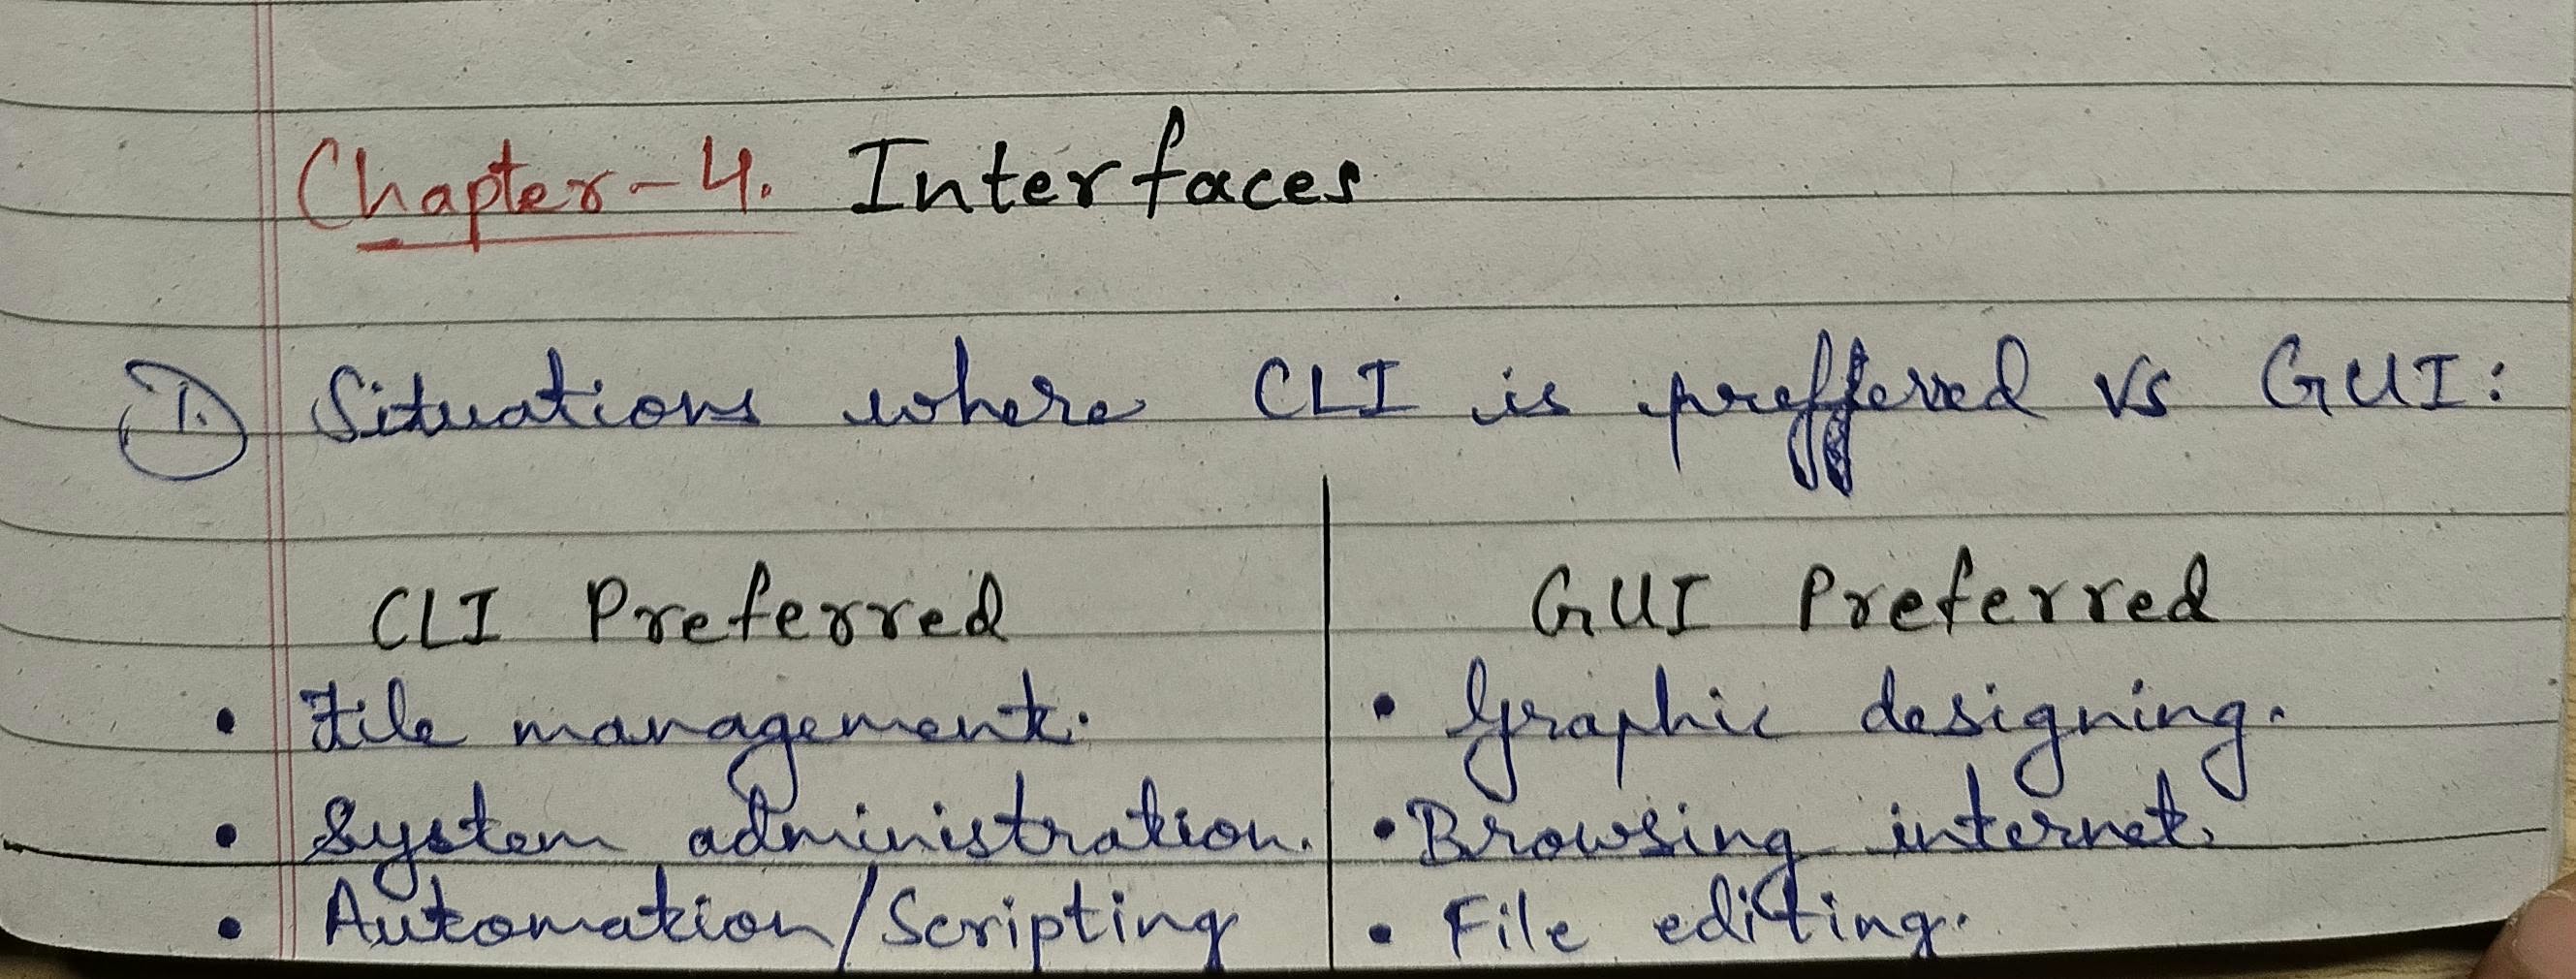 Chapter-4. Interfaces
1. Situations where CLI is preffered vs GUI:
CLI Preferred
• File management.
• System administration.
• Automation/Scripting
GUI Preferred
• Graphic designing.
• Browsing internet.
• File editing.